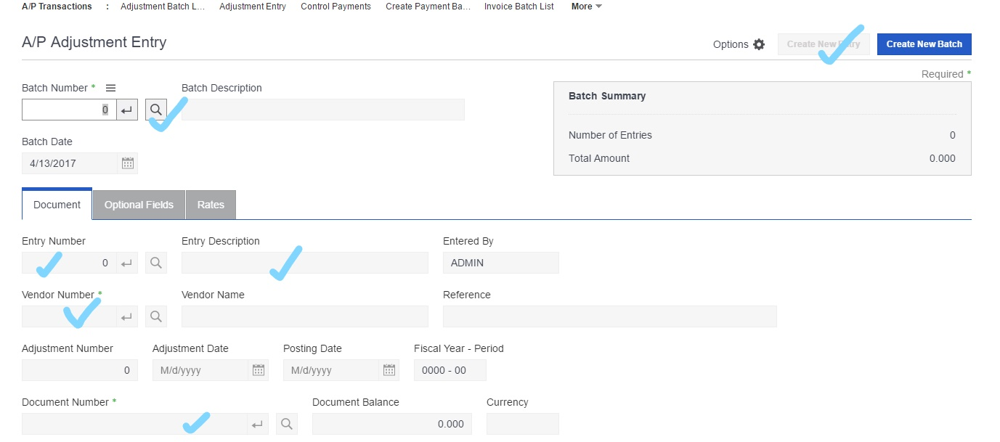 A/P Transactions : Adjustment Batch L... Adjustment Entry Control Payments Create Payment Ba... Invoice Batch List More
A/P Adjustment Entry Options Create New Entry Create New Batch
Required *
Batch Number * Batch Description
0
Batch Summary
Number of Entries 0
Total Amount 0.000
Batch Date
4/13/2017
Document Optional Fields Rates
Entry Number Entry Description Entered By
0 ADMIN
Vendor Number * Vendor Name Reference
Adjustment Number Adjustment Date Posting Date Fiscal Year - Period
0 M/d/yyyy M/d/yyyy 0000 - 00
Document Number * Document Balance Currency
0.000